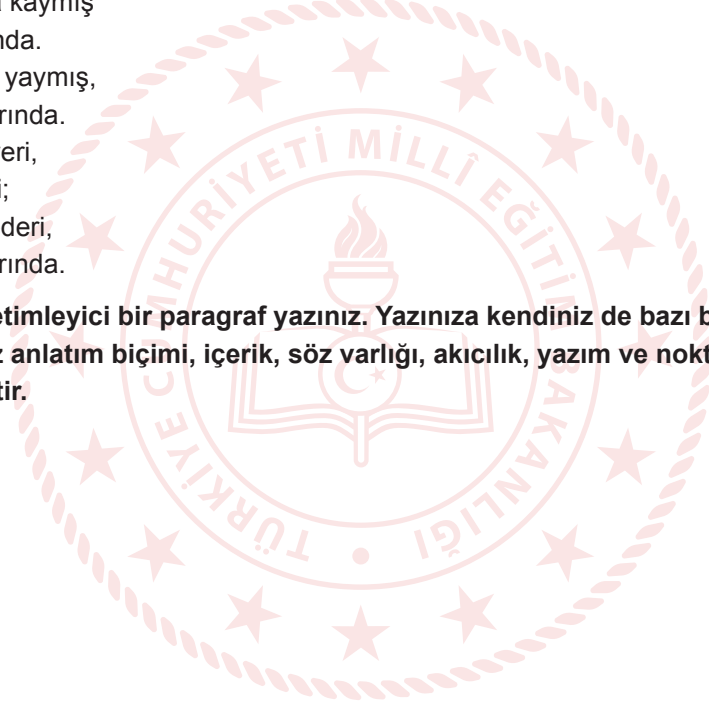 kaymış
nda.
yaymış,
rında.
eri,
i;
deri,
rında.
etimleyici bir paragraf yazınız. Yazınıza kendiniz de bazı b
z anlatım biçimi, içerik, söz varlığı, akıcılık, yazım ve nokt
tir.
TÜRKİYE CUMHURİYETİ MİLLÎ EĞİTİM BAKANLIĞI